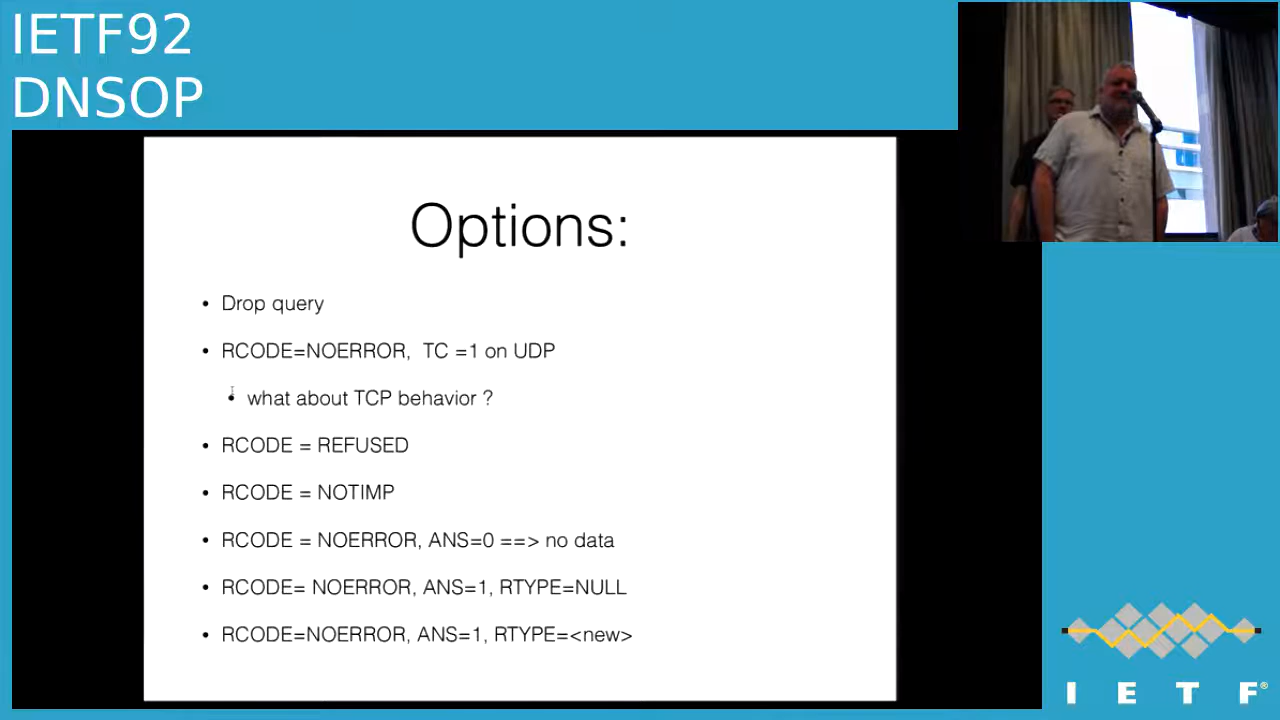 IETF92
DNSOP
Options:
• Drop query
• RCODE=NOERROR, TC =1 on UDP
• what about TCP behavior ?
• RCODE = REFUSED
• RCODE = NOTIMP
• RCODE = NOERROR, ANS=0 ==> no data
• RCODE= NOERROR, ANS=1, RTYPE=NULL
• RCODE=NOERROR, ANS=1, RTYPE=<new>
I E T F®